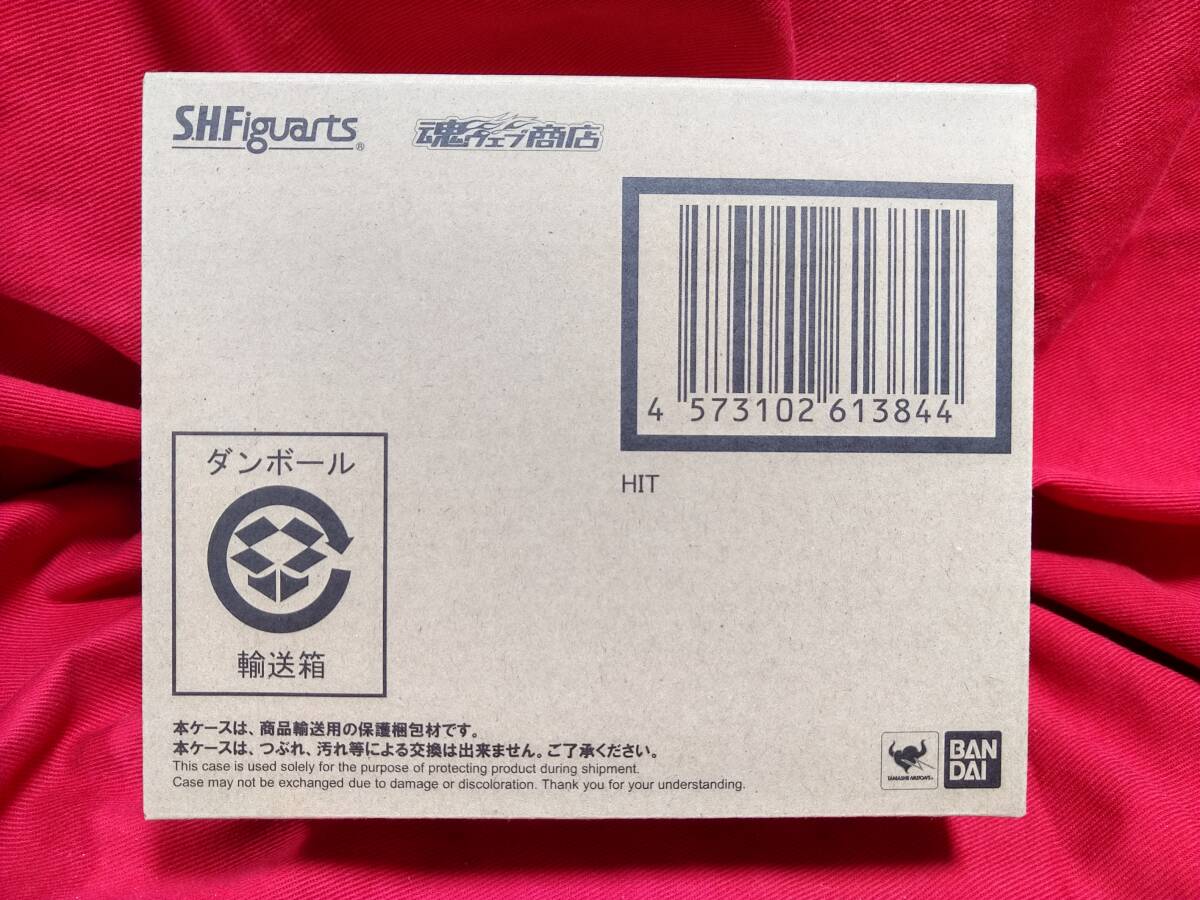 S.H.Figuarts®
魂ウェブ商店
4 573102 613844
HIT
ダンボール
輸送箱
本ケースは、商品輸送用の保護梱包材です。
本ケースは、つぶれ、汚れ等による交換は出来ません。ご了承ください。
This case is used solely for the purpose of protecting product during shipment.
Case may not be exchanged due to damage or discoloration. Thank you for your understanding.
TAMASHII NATIONS
BAN
DAI